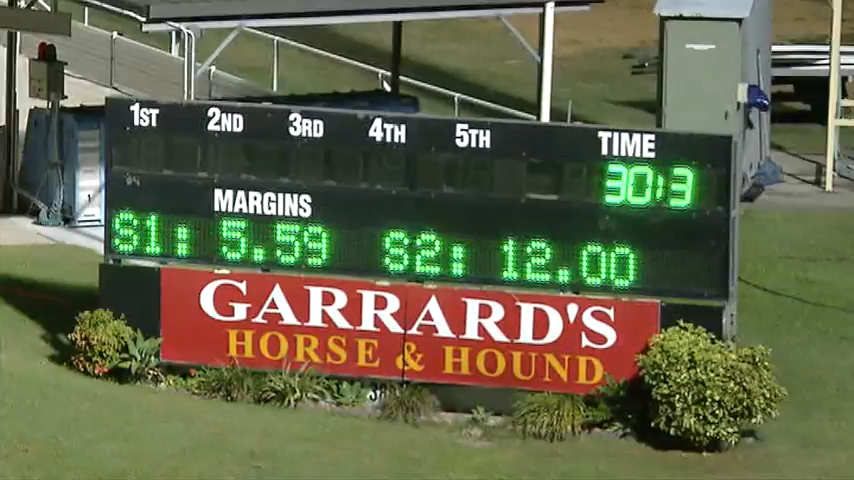 1ST 2ND 3RD 4TH 5TH TIME
30:3
MARGINS
S1: 5.59 S2: 12.00
GARRARD'S
HORSE & HOUND